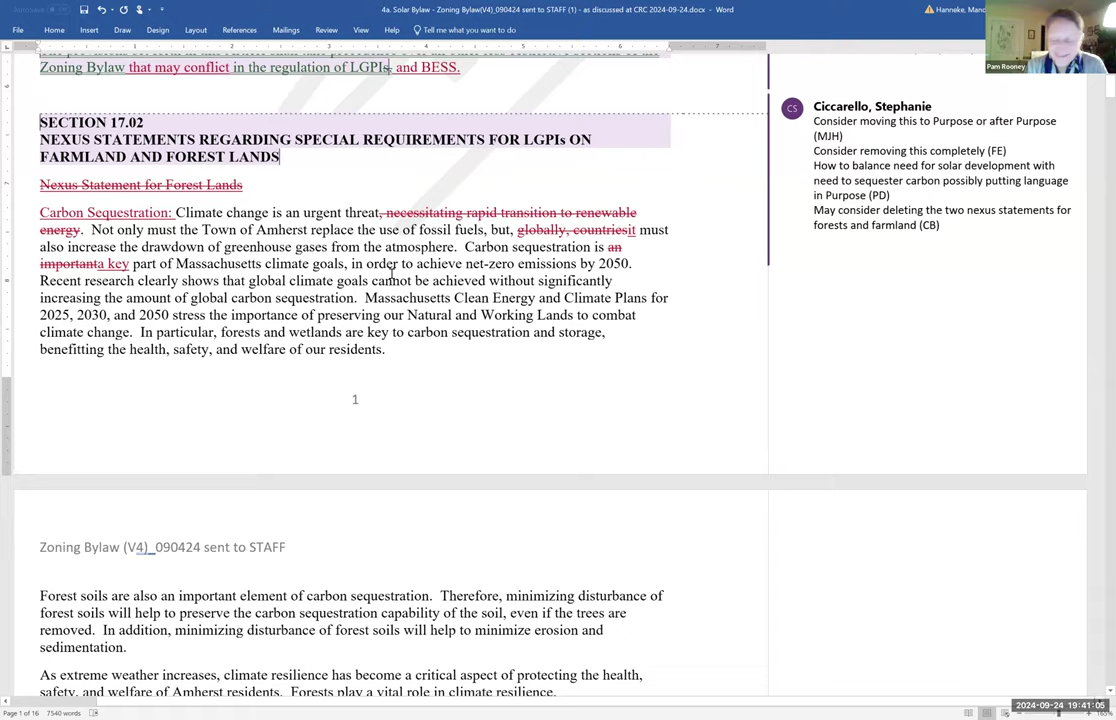 4a. Solar Bylaw - Zoning Bylaw(V4)_090424 sent to STAFF (1) - as discussed at CRC 2024-09-24.docx - Word
File Home Insert Draw Design Layout References Mailings Review View Help Tell me what you want to do
Pam Rooney
Zoning Bylaw that may conflict in the regulation of LGPIs, and BESS.
SECTION 17.02
NEXUS STATEMENTS REGARDING SPECIAL REQUIREMENTS FOR LGPIs ON
FARMLAND AND FOREST LANDS
Nexus Statement for Forest Lands
Carbon Sequestration: Climate change is an urgent threat, necessitating rapid transition to renewable
energy. Not only must the Town of Amherst replace the use of fossil fuels, but, globally, countriesit must
also increase the drawdown of greenhouse gases from the atmosphere. Carbon sequestration is an
importanta key part of Massachusetts climate goals, in order to achieve net-zero emissions by 2050.
Recent research clearly shows that global climate goals cannot be achieved without significantly
increasing the amount of global carbon sequestration. Massachusetts Clean Energy and Climate Plans for
2025, 2030, and 2050 stress the importance of preserving our Natural and Working Lands to combat
climate change. In particular, forests and wetlands are key to carbon sequestration and storage,
benefitting the health, safety, and welfare of our residents.
1
CS
Ciccarello, Stephanie
Consider moving this to Purpose or after Purpose
(MJH)
Consider removing this completely (FE)
How to balance need for solar development with
need to sequester carbon possibly putting language
in Purpose (PD)
May consider deleting the two nexus statements for
forests and farmland (CB)
Zoning Bylaw (V4)_090424 sent to STAFF
Forest soils are also an important element of carbon sequestration. Therefore, minimizing disturbance of
forest soils will help to preserve the carbon sequestration capability of the soil, even if the trees are
removed. In addition, minimizing disturbance of forest soils will help to minimize erosion and
sedimentation.
As extreme weather increases, climate resilience has become a critical aspect of protecting the health,
safety, and welfare of Amherst residents. Forests play a vital role in climate resilience.
Page 1 of 16 7540 words
2024-09-24 19:41:05